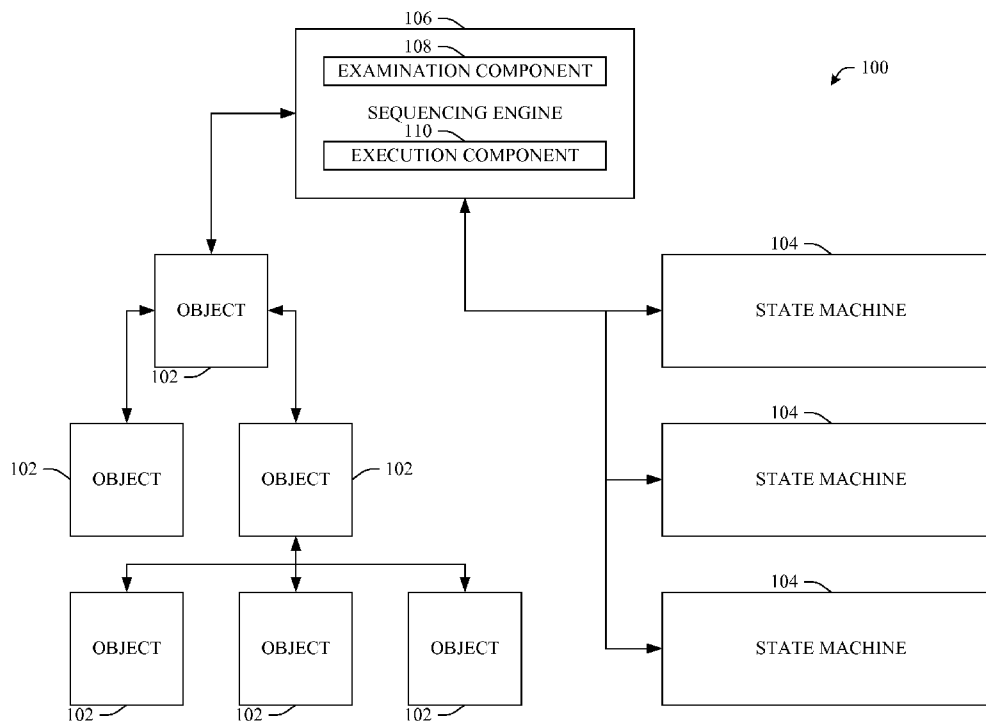 106
108
EXAMINATION COMPONENT
100
SEQUENCING ENGINE
110
EXECUTION COMPONENT
104
STATE MACHINE
OBJECT
102
104
STATE MACHINE
102
OBJECT
OBJECT
102
104
STATE MACHINE
OBJECT
OBJECT
OBJECT
102
102
102